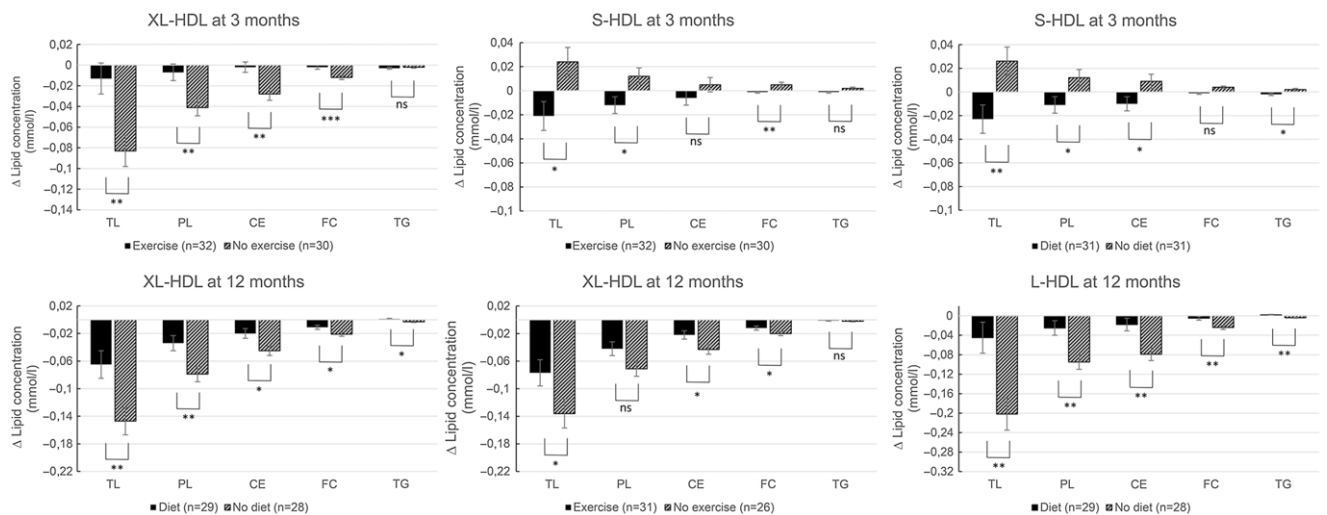 XL-HDL at 3 months
Δ Lipid concentration
(mmol/l)
0,02
0
−0,02
−0,04
−0,06
−0,08
−0,1
−0,12
−0,14
** ** ** *** ns
TL PL CE FC TG
Exercise (n=32) No exercise (n=30)
S-HDL at 3 months
Δ Lipid concentration
(mmol/l)
0,04
0,02
0
−0,02
−0,04
−0,06
−0,08
−0,1
* * ns ** ns
TL PL CE FC TG
Exercise (n=32) No exercise (n=30)
S-HDL at 3 months
Δ Lipid concentration
(mmol/l)
0,04
0,02
0
−0,02
−0,04
−0,06
−0,08
−0,1
** * * ns *
TL PL CE FC TG
Diet (n=31) No diet (n=31)
XL-HDL at 12 months
Δ Lipid concentration
(mmol/l)
0,02
−0,02
−0,06
−0,1
−0,14
−0,18
−0,22
** ** * * *
TL PL CE FC TG
Diet (n=29) No diet (n=28)
XL-HDL at 12 months
Δ Lipid concentration
(mmol/l)
0,02
−0,02
−0,06
−0,1
−0,14
−0,18
−0,22
* ns * * ns
TL PL CE FC TG
Exercise (n=31) No exercise (n=26)
L-HDL at 12 months
Δ Lipid concentration
(mmol/l)
0
−0,04
−0,08
−0,12
−0,16
−0,2
−0,24
−0,28
−0,32
** ** ** ** **
TL PL CE FC TG
Diet (n=29) No diet (n=28)